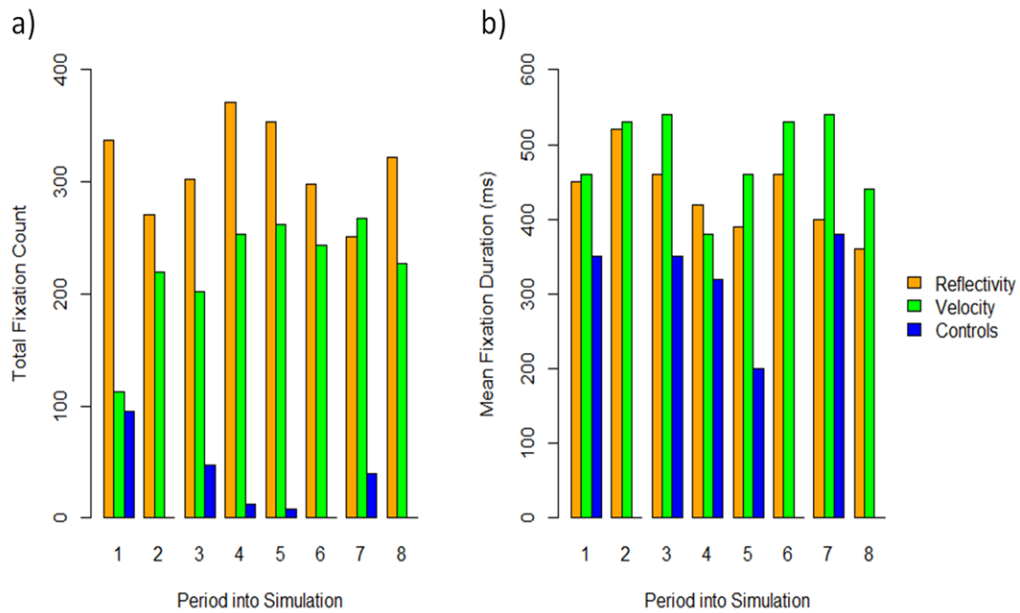 a)
Total Fixation Count
400
300
200
100
0
1 2 3 4 5 6 7 8
Period into Simulation
b)
Mean Fixation Duration (ms)
600
500
400
300
200
100
0
1 2 3 4 5 6 7 8
Period into Simulation
Reflectivity
Velocity
Controls